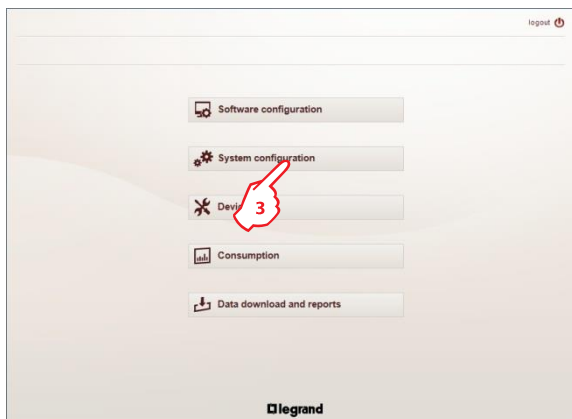 logout
Software configuration
System configuration
3
Consumption
Data download and reports
legrand